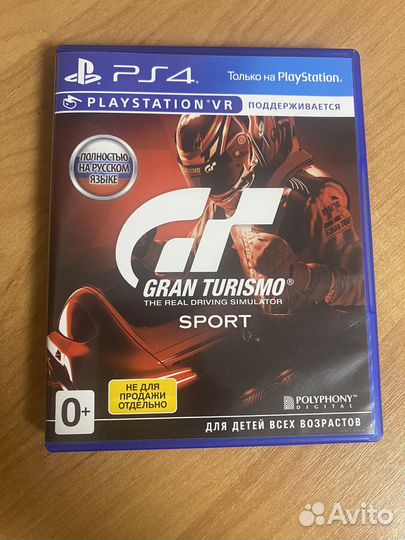 PS4
Только на PlayStation®
PLAYSTATION®VR ПОДДЕРЖИВАЕТСЯ
ПОЛНОСТЬЮ
НА РУССКОМ
ЯЗЫКЕ
GT
GRAN TURISMO®
THE REAL DRIVING SIMULATOR
SPORT
НЕ ДЛЯ
ПРОДАЖИ
ОТДЕЛЬНО
0+
POLYPHONY™
DIGITAL
ДЛЯ ДЕТЕЙ ВСЕХ ВОЗРАСТОВ
Avito